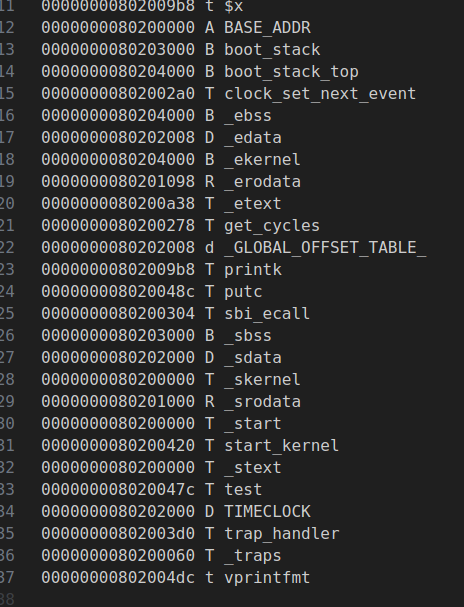 11 00000000802009b8 t $x
12 0000000080200000 A BASE_ADDR
13 0000000080203000 B boot_stack
14 0000000080204000 B boot_stack_top
15 00000000802002a0 T clock_set_next_event
16 0000000080204000 B _ebss
17 0000000080202008 D _edata
18 0000000080204000 B _ekernel
19 0000000080201098 R _erodata
20 0000000080200a38 T _etext
21 0000000080200278 T get_cycles
22 0000000080202008 d _GLOBAL_OFFSET_TABLE_
23 00000000802009b8 T printk
24 000000008020048c T putc
25 0000000080200304 T sbi_ecall
26 0000000080203000 B _sbss
27 0000000080202000 D _sdata
28 0000000080200000 T _skernel
29 0000000080201000 R _srodata
30 0000000080200000 T _start
31 0000000080200420 T start_kernel
32 0000000080200000 T _stext
33 000000008020047c T test
34 0000000080202000 D TIMECLOCK
35 00000000802003d0 T trap_handler
36 0000000080200060 T _traps
37 00000000802004dc t vprintfmt
38